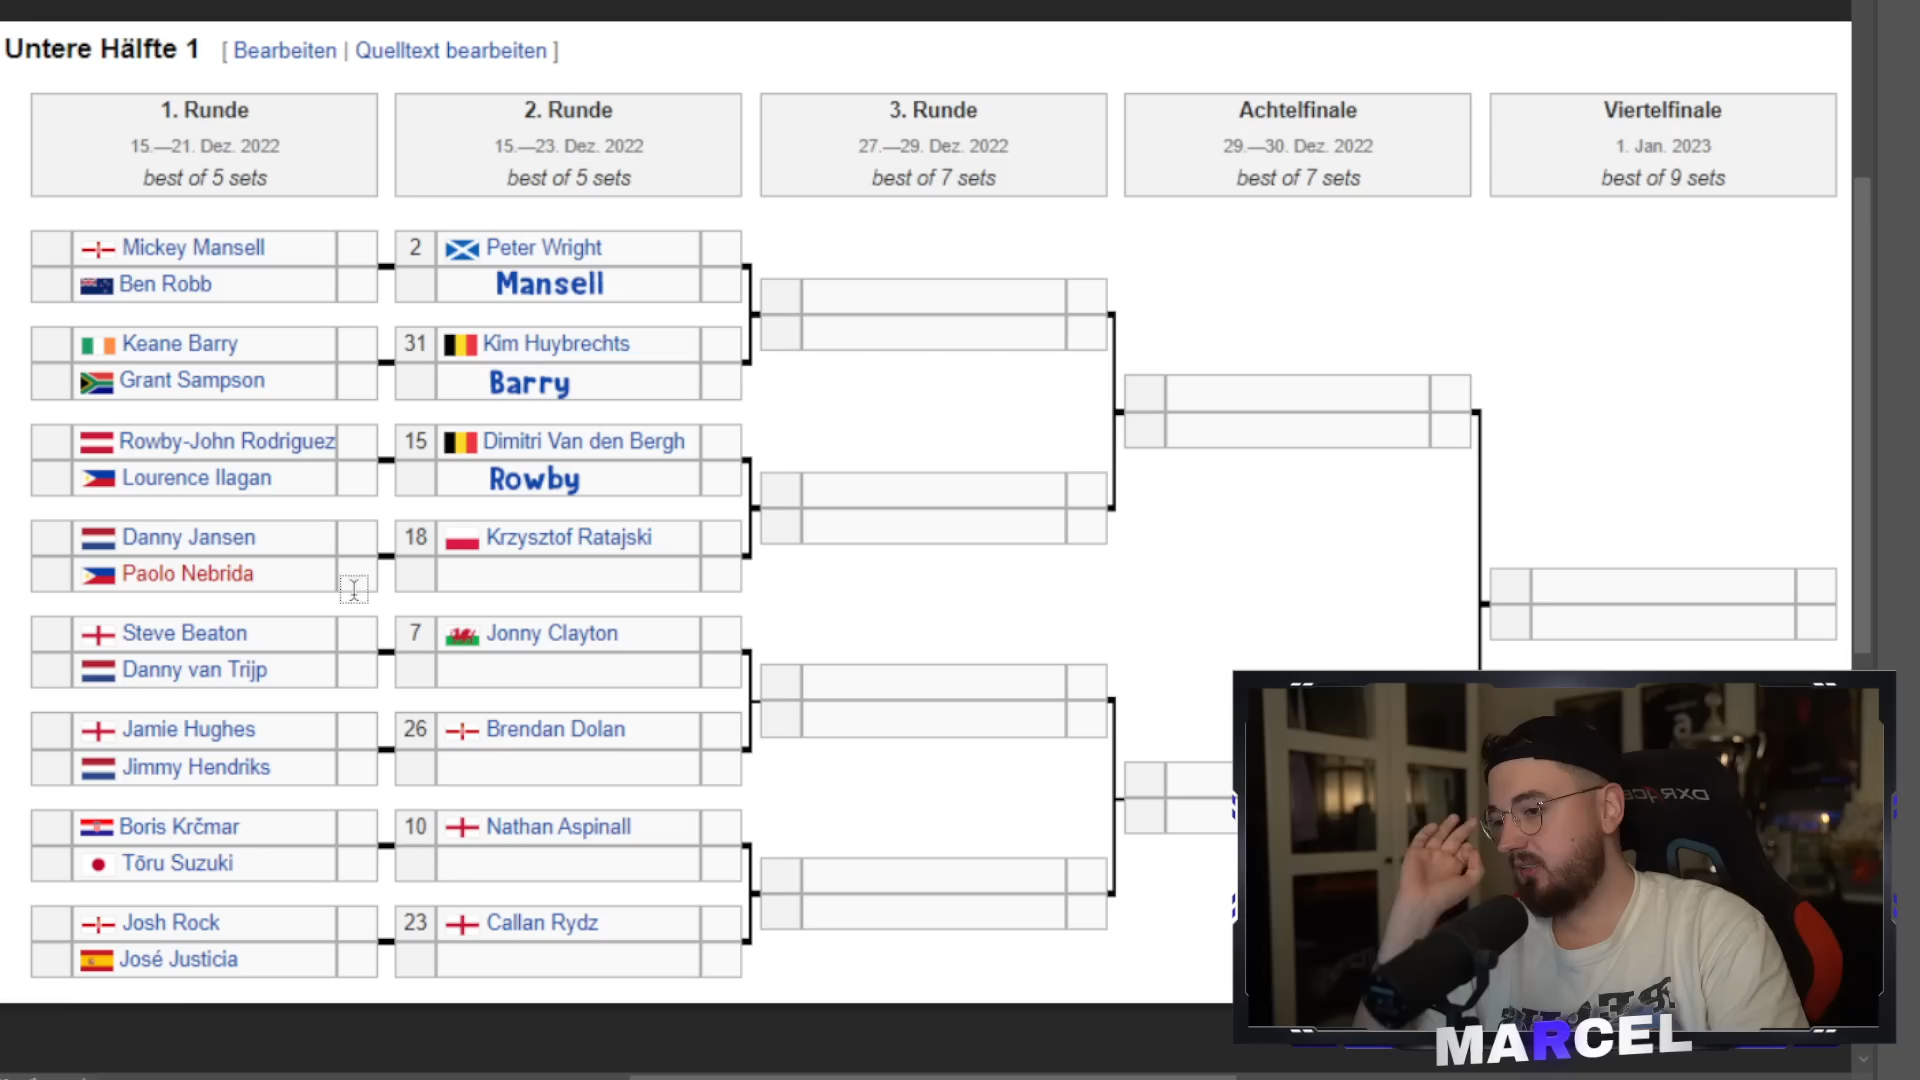 Untere Hälfte 1 [ Bearbeiten | Quelltext bearbeiten ]
1. Runde
15.—21. Dez. 2022
best of 5 sets
2. Runde
15.—23. Dez. 2022
best of 5 sets
3. Runde
27.—29. Dez. 2022
best of 7 sets
Achtelfinale
29.—30. Dez. 2022
best of 7 sets
Viertelfinale
1. Jan. 2023
best of 9 sets
Mickey Mansell
Ben Robb
Keane Barry
Grant Sampson
Rowby-John Rodriguez
Lourence Ilagan
Danny Jansen
Paolo Nebrida
Steve Beaton
Danny van Trijp
Jamie Hughes
Jimmy Hendriks
Boris Krčmar
Tōru Suzuki
Josh Rock
José Justicia
2 Peter Wright
Mansell
31 Kim Huybrechts
Barry
15 Dimitri Van den Bergh
Rowby
18 Krzysztof Ratajski
7 Jonny Clayton
26 Brendan Dolan
10 Nathan Aspinall
23 Callan Rydz
MARCEL